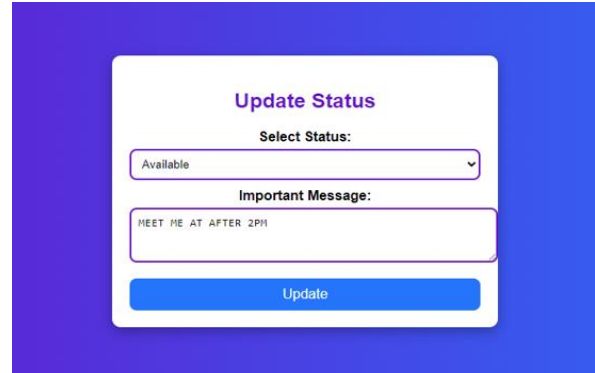 Update Status
Select Status:
Available
Important Message:
MEET ME AT AFTER 2PM
Update